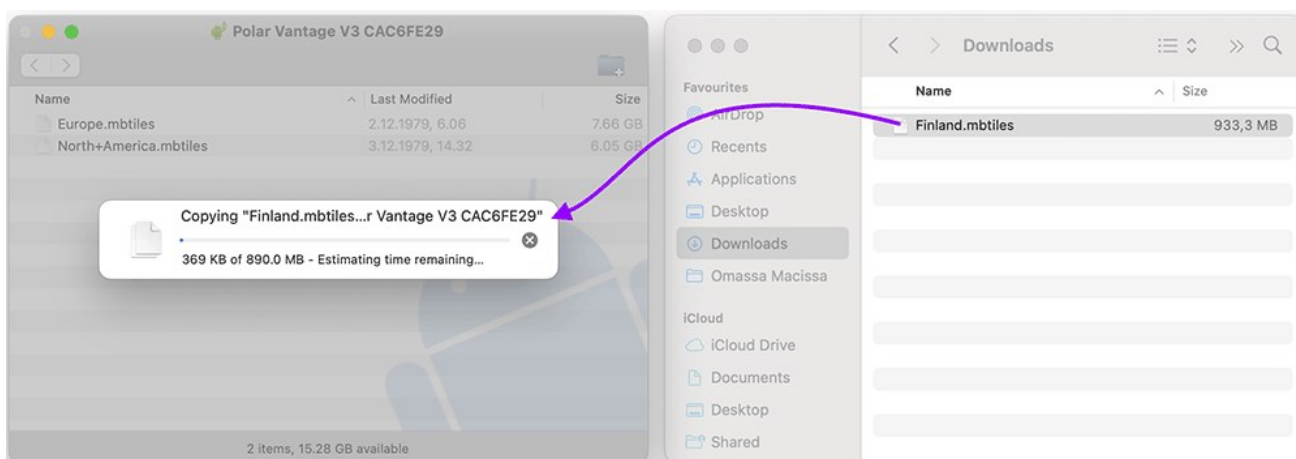 Polar Vantage V3 CAC6FE29
Name Last Modified Size
Europe.mbtiles 2.12.1979, 6.06 7.66 GB
North+America.mbtiles 3.12.1979, 14.32 6.05 GB
Copying "Finland.mbtiles...r Vantage V3 CAC6FE29"
369 KB of 890.0 MB - Estimating time remaining...
2 items, 15.28 GB available
Downloads
Favourites
AirDrop
Recents
Applications
Desktop
Downloads
Omassa Macissa
iCloud
iCloud Drive
Documents
Desktop
Shared
Name Size
Finland.mbtiles 933,3 MB